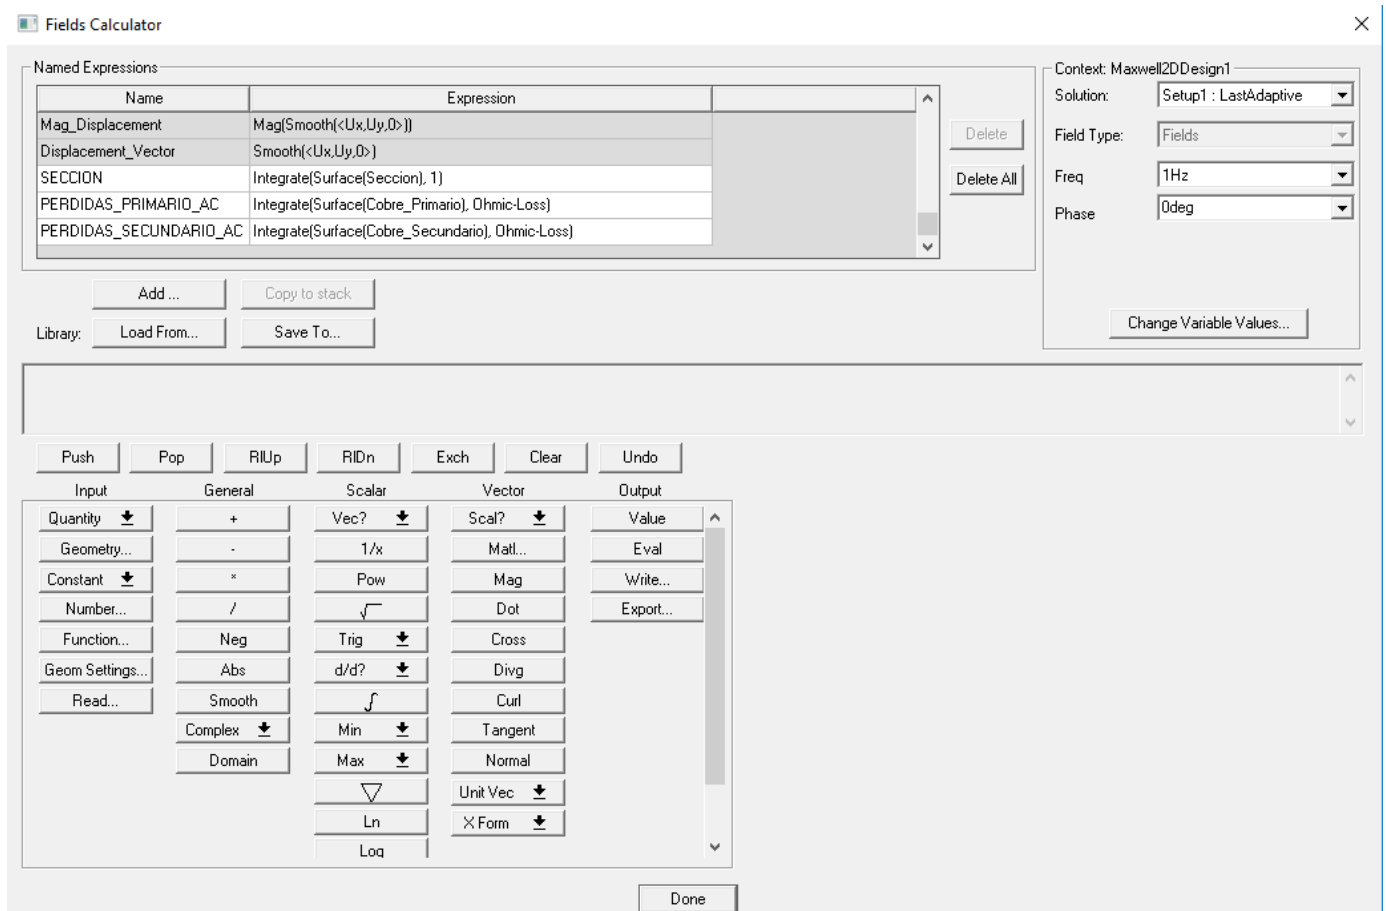 Fields Calculator
Named Expressions
Name Expression
Mag_Displacement Mag(Smooth(<Ux,Uy,0>))
Displacement_Vector Smooth(<Ux,Uy,0>)
SECCION Integrate(Surface(Seccion), 1)
PERDIDAS_PRIMARIO_AC Integrate(Surface(Cobre_Primario), Ohmic-Loss)
PERDIDAS_SECUNDARIO_AC Integrate(Surface(Cobre_Secundario), Ohmic-Loss)
Delete
Delete All
Context: Maxwell2DDesign1
Solution: Setup1 : LastAdaptive
Field Type: Fields
Freq 1Hz
Phase 0deg
Change Variable Values...
Add ... Copy to stack
Library: Load From... Save To...
Push Pop RlUp RlDn Exch Clear Undo
Input General Scalar Vector Output
Quantity + Vec? Scal? Value
Geometry... - 1/x Matl... Eval
Constant * Pow Mag Write...
Number... / √ Dot Export...
Function... Neg Trig Cross
Geom Settings... Abs d/d? Divg
Read... Smooth ∫ Curl
Complex Min Tangent
Domain Max Normal
▽ Unit Vec
Ln X Form
Log
Done